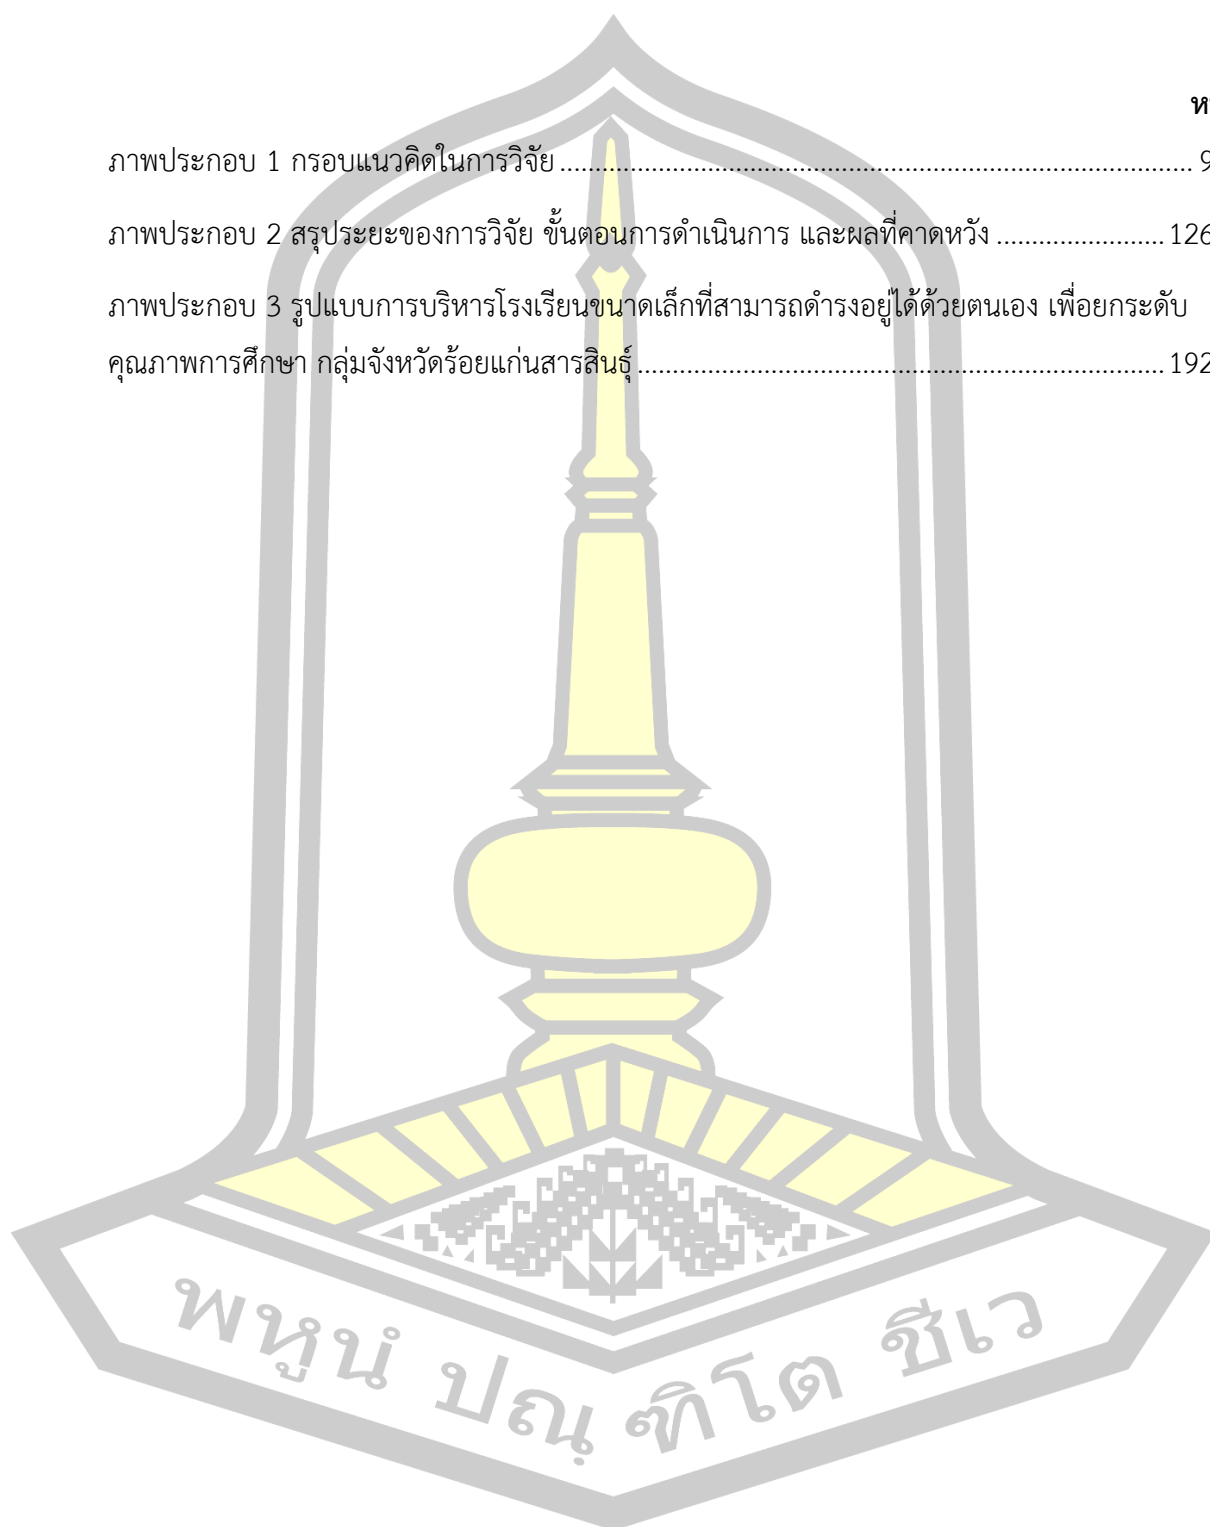 ภาพประกอบ 1 กรอบแนวคิดในการวิจัย .......................................................................................... 9
ภาพประกอบ 2 สรุประยะของการวิจัย ขั้นตอนการดำเนินการ และผลที่คาดหวัง ........................ 126
ภาพประกอบ 3 รูปแบบการบริหารโรงเรียนขนาดเล็กที่สามารถดำรงอยู่ได้ด้วยตนเอง เพื่อยกระดับ
คุณภาพการศึกษา กลุ่มจังหวัดร้อยแก่นสารสินธุ์ ........................................................................... 192
พหูนํ ปณฺฑิโต ชีเว